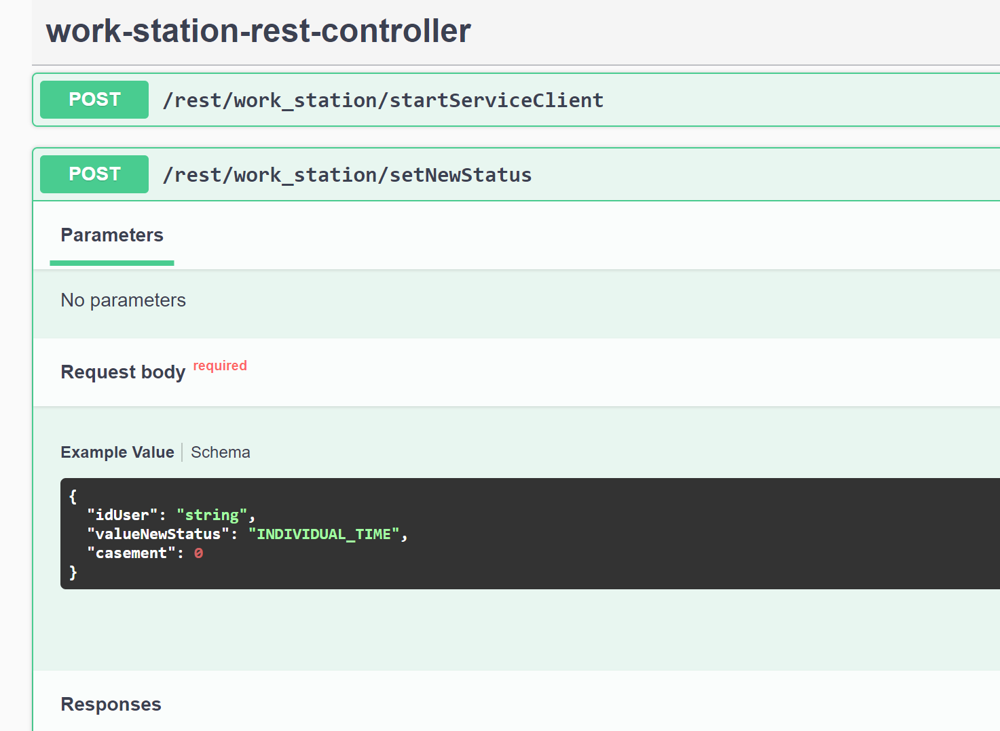 work-station-rest-controller
POST /rest/work_station/startServiceClient
POST /rest/work_station/setNewStatus
Parameters
No parameters
Request body required
Example Value | Schema
{
  "idUser": "string",
  "valueNewStatus": "INDIVIDUAL_TIME",
  "casement": 0
}
Responses